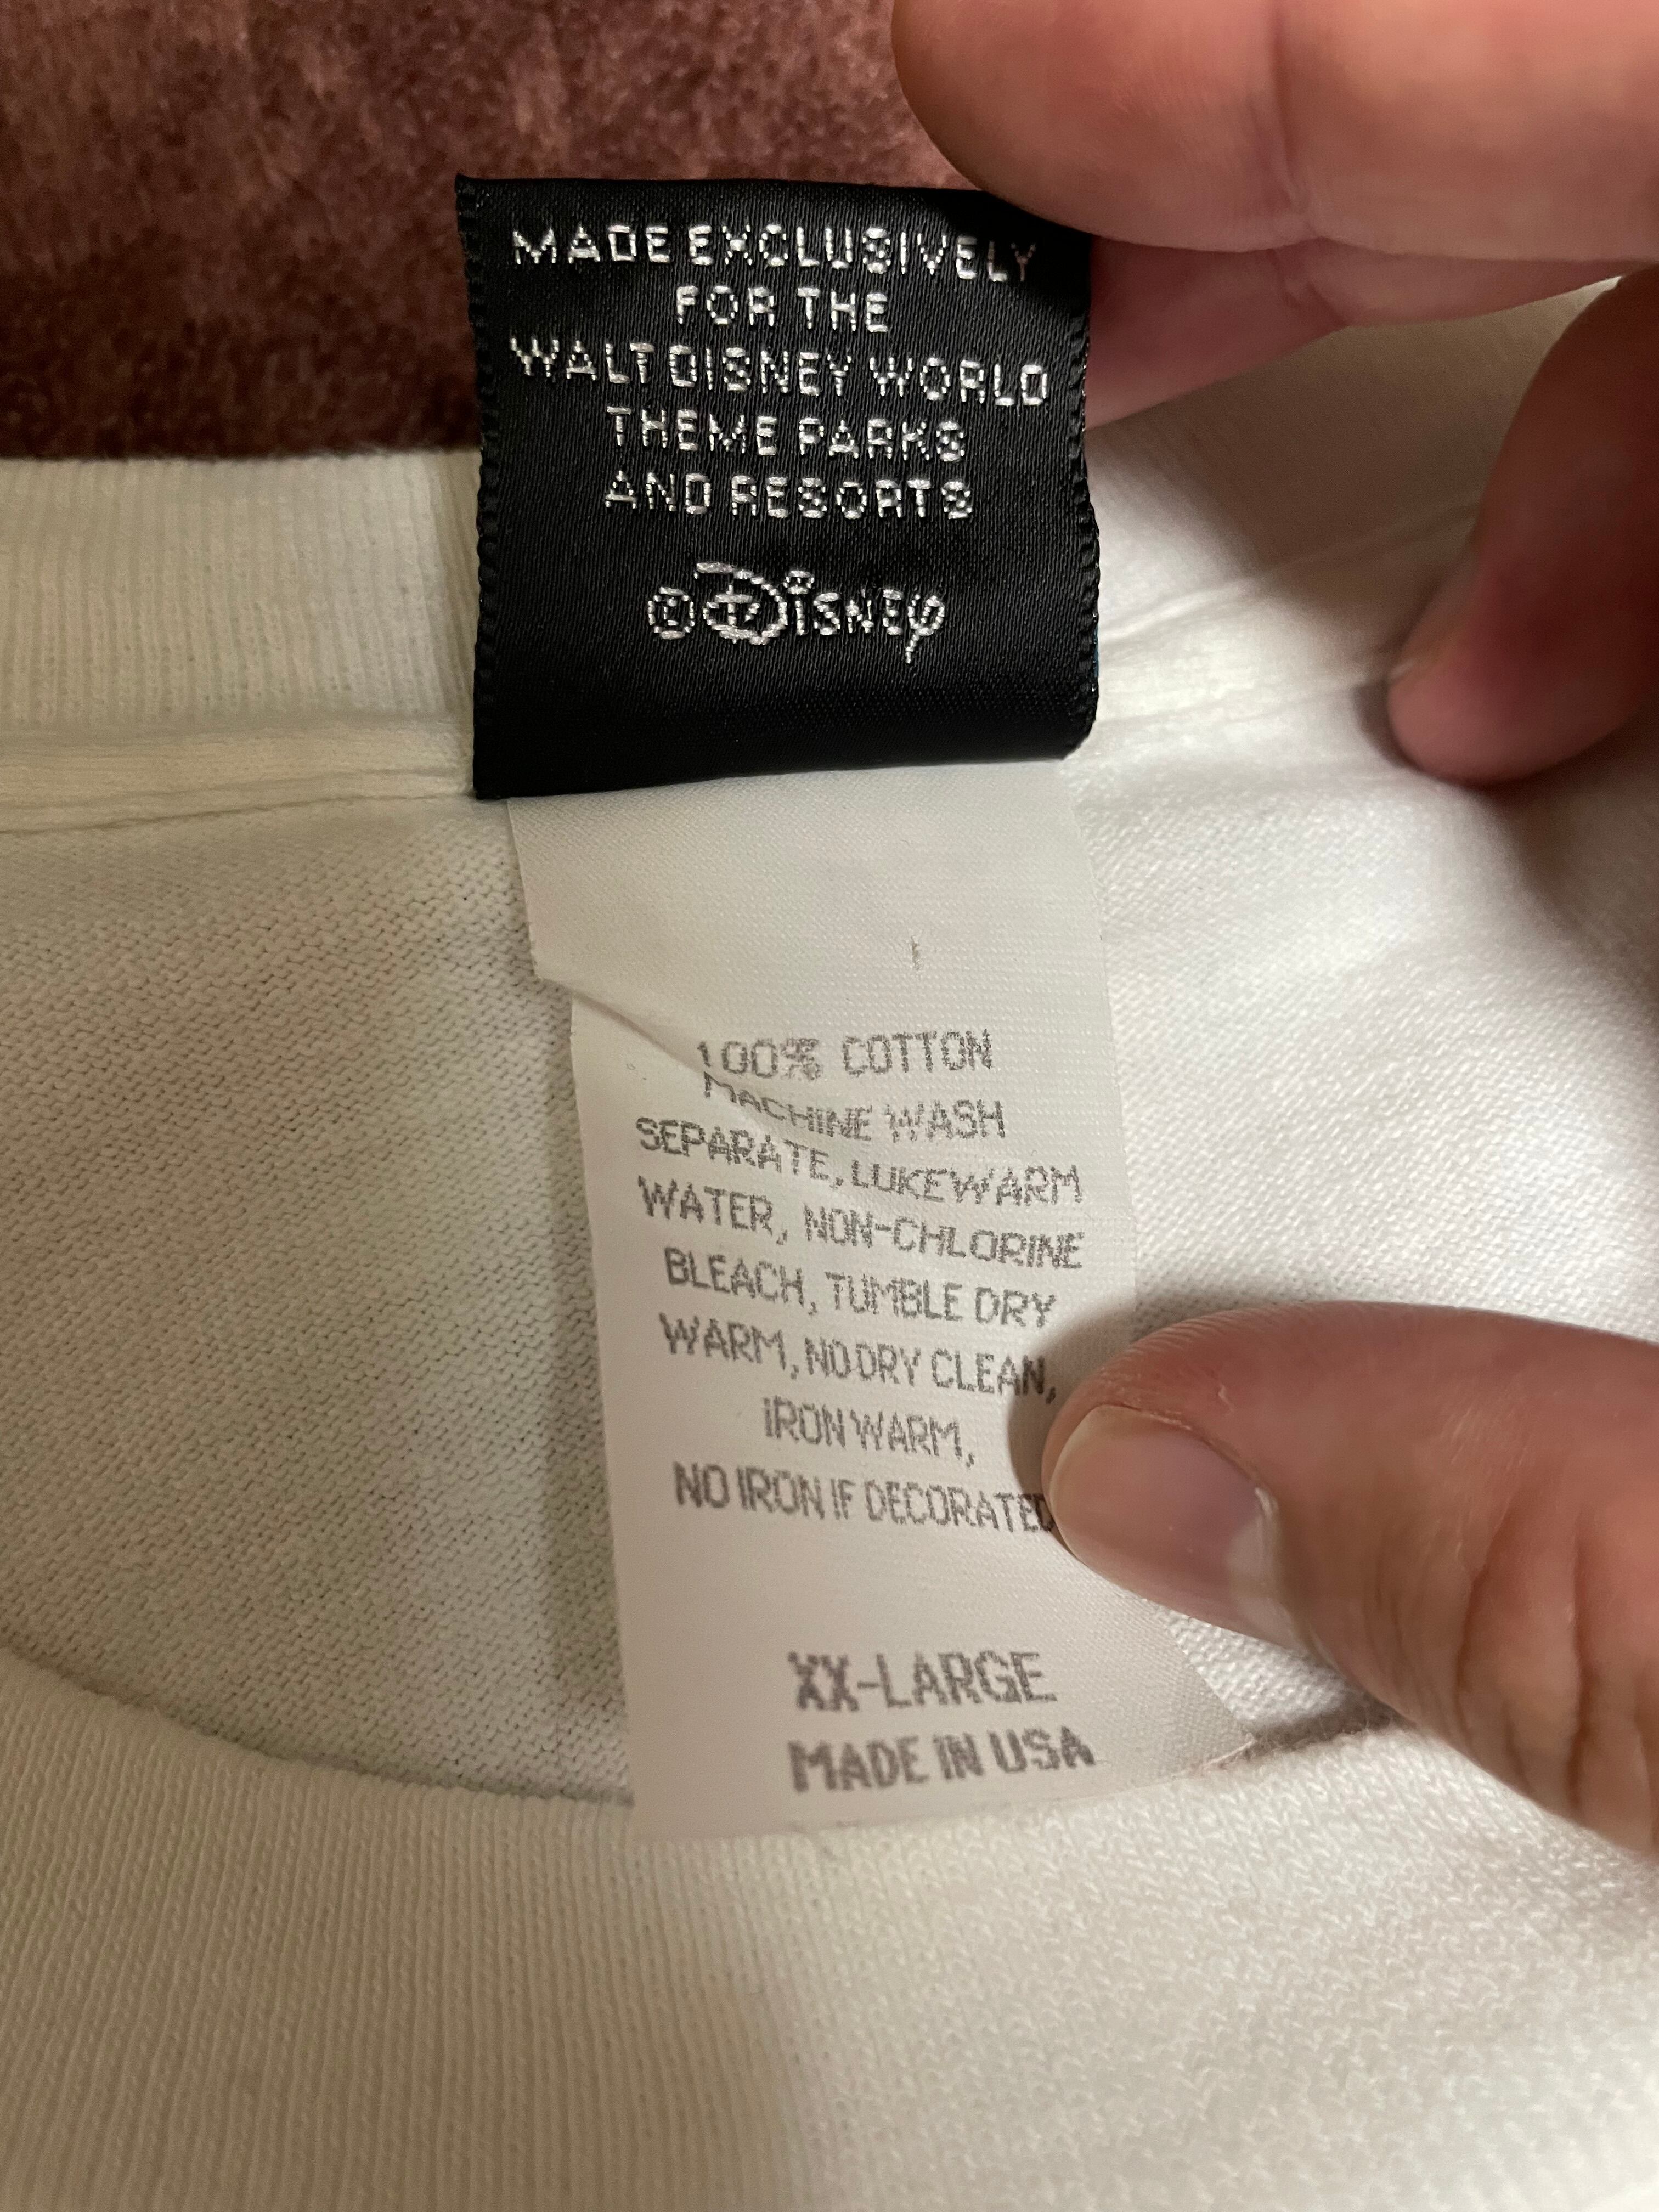 MADE EXCLUSIVELY
FOR THE
WALT DISNEY WORLD
THEME PARKS
AND RESORTS
©Disney
100% COTTON
MACHINE WASH
SEPARATE, LUKEWARM
WATER, NON-CHLORINE
BLEACH, TUMBLE DRY
WARM, NO DRY CLEAN,
IRON WARM,
NO IRON IF DECORATED
XX-LARGE
MADE IN USA